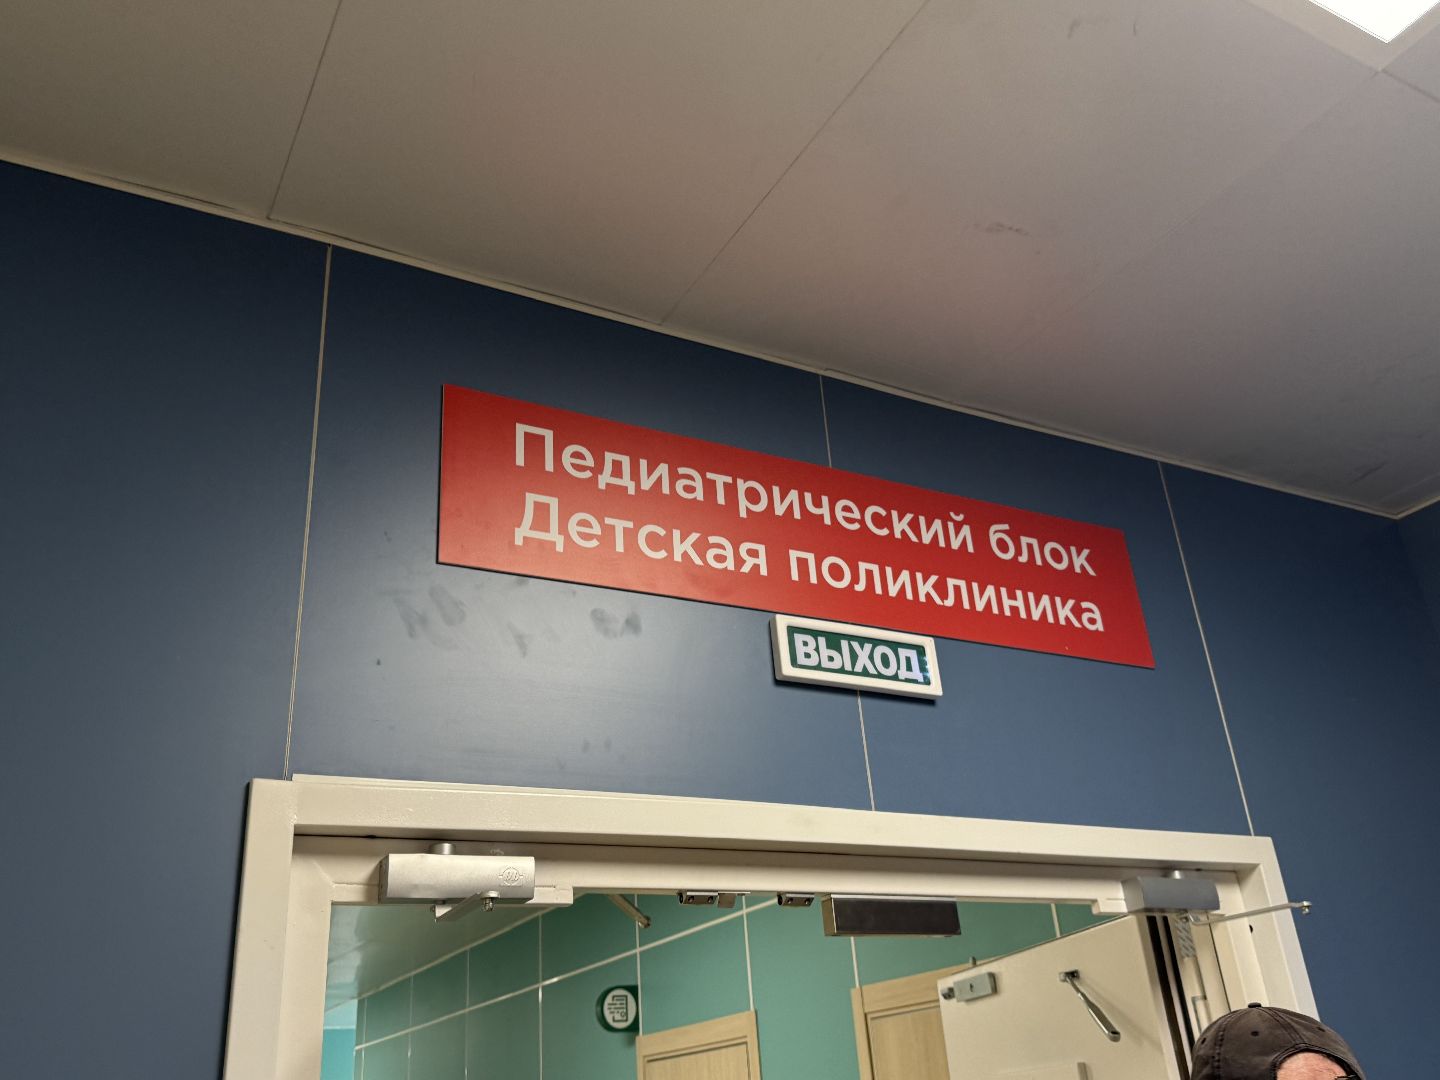 Педиатрический блок
Детская поликлиника
ВЫХОД